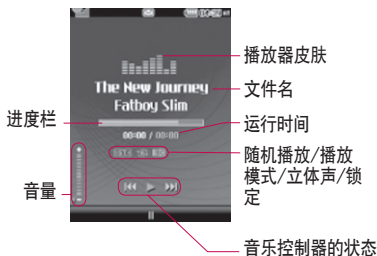 播放器皮肤
The New Journey
文件名
Fatboy Slim
进度栏
00:00 / 00:00
运行时间
随机播放/播放
模式/立体声/锁
定
音量
音乐控制器的状态